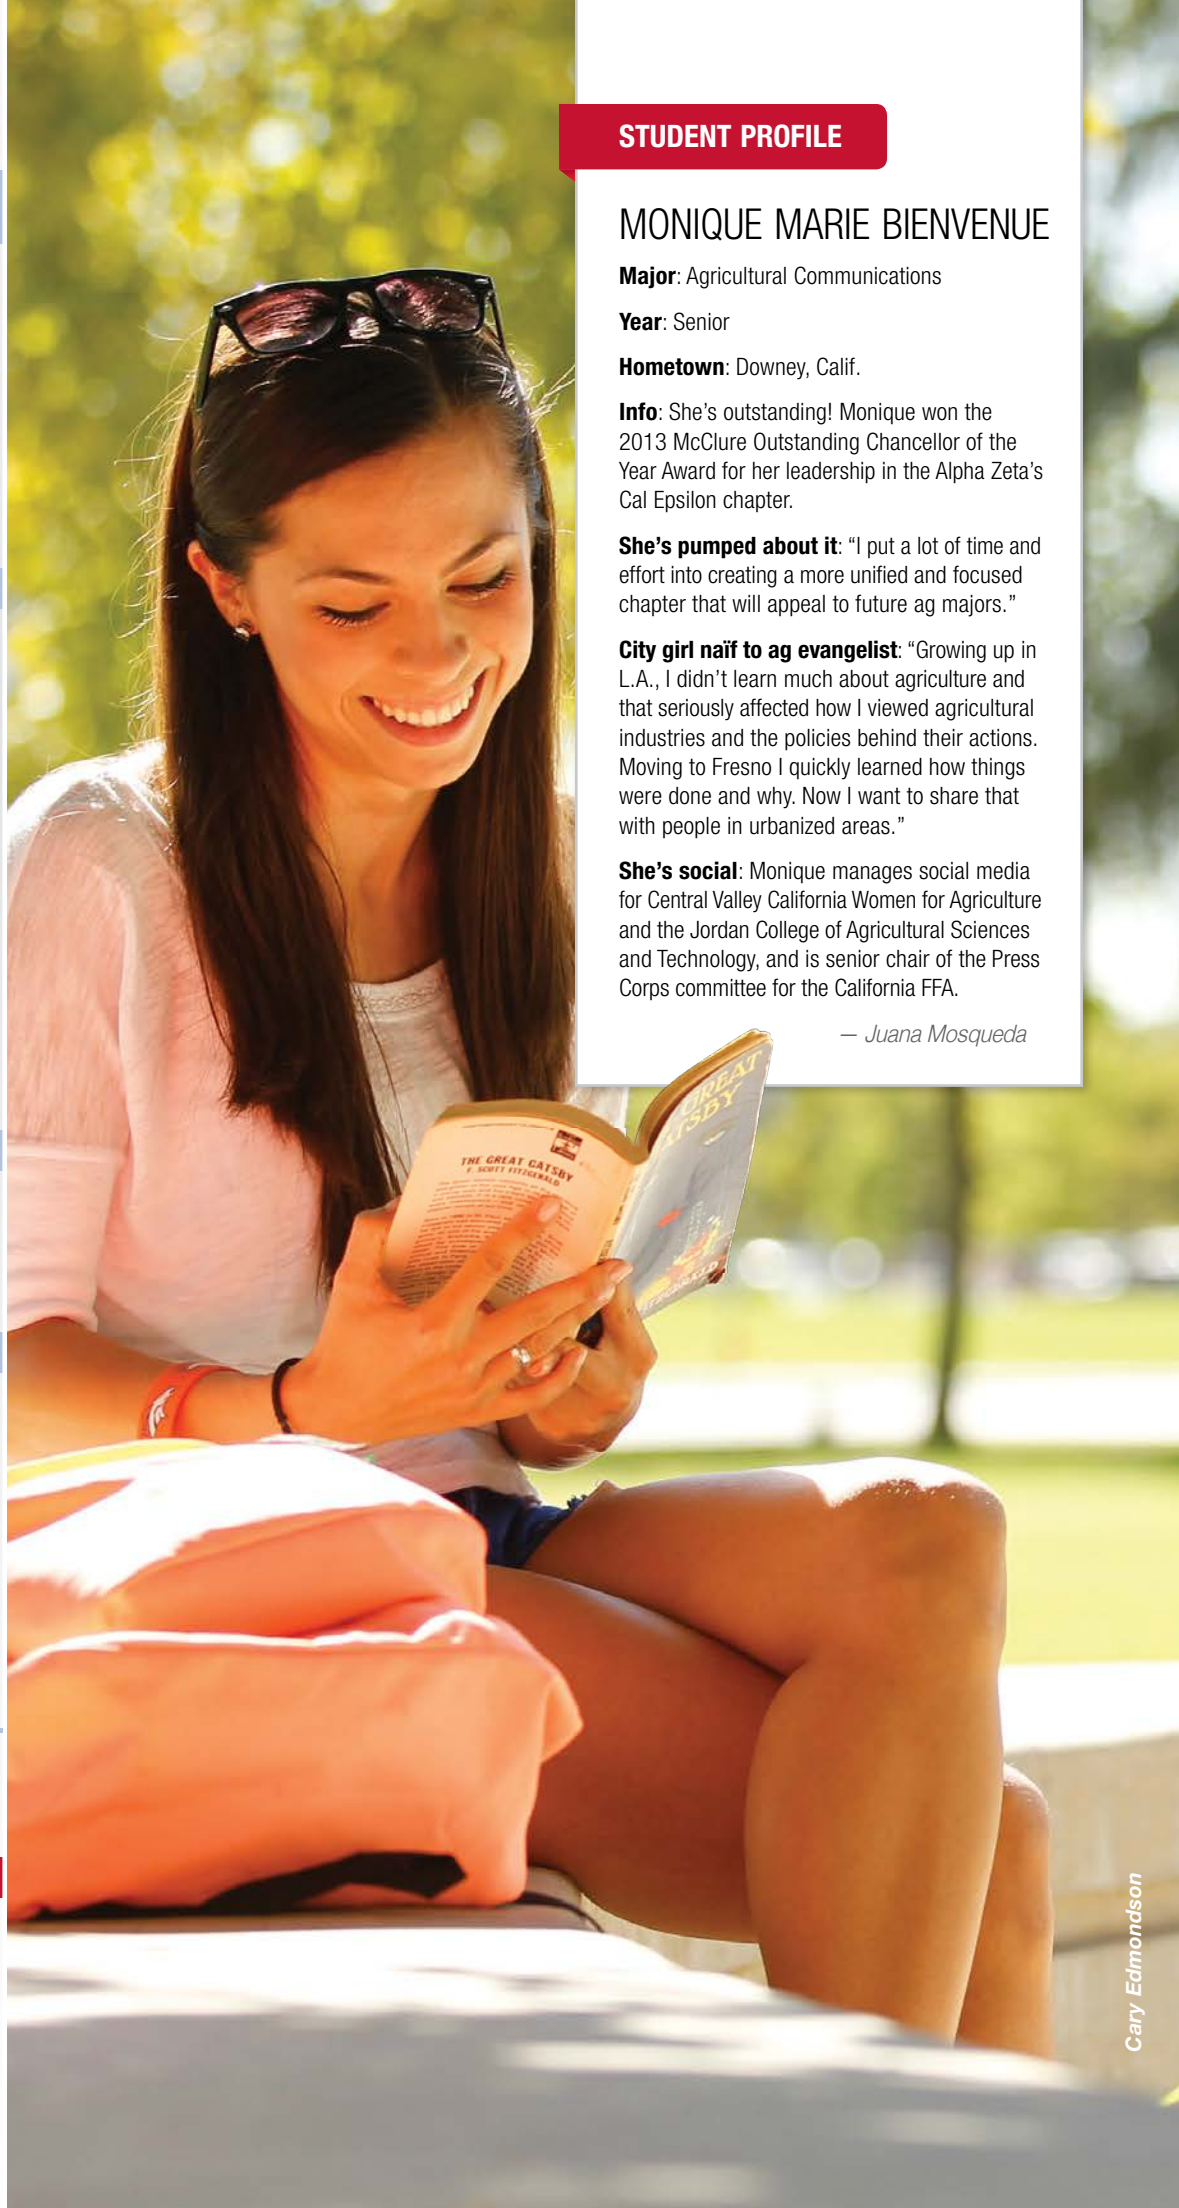 STUDENT PROFILE
MONIQUE MARIE BIENVENUE
Major: Agricultural Communications
Year: Senior
Hometown: Downey, Calif.
Info: She’s outstanding! Monique won the
2013 McClure Outstanding Chancellor of the
Year Award for her leadership in the Alpha Zeta’s
Cal Epsilon chapter.
She’s pumped about it: “I put a lot of time and
effort into creating a more unified and focused
chapter that will appeal to future ag majors.”
City girl naïf to ag evangelist: “Growing up in
L.A., I didn’t learn much about agriculture and
that seriously affected how I viewed agricultural
industries and the policies behind their actions.
Moving to Fresno I quickly learned how things
were done and why. Now I want to share that
with people in urbanized areas.”
She’s social: Monique manages social media
for Central Valley California Women for Agriculture
and the Jordan College of Agricultural Sciences
and Technology, and is senior chair of the Press
Corps committee for the California FFA.
— Juana Mosqueda
GREAT
THE GREAT GATSBY
F. SCOTT FITZGERALD
Cary Edmondson